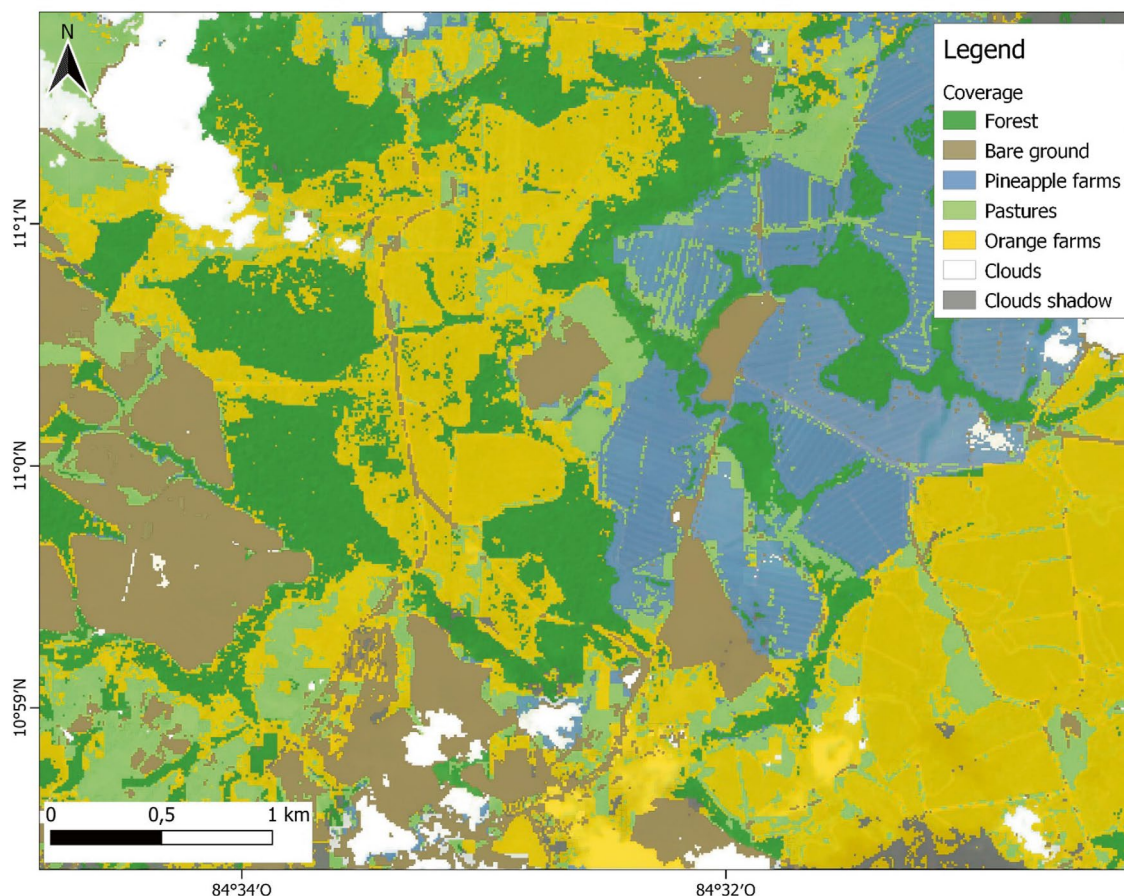 N
Legend
Coverage
Forest
Bare ground
Pineapple farms
Pastures
Orange farms
Clouds
Clouds shadow
11°1'N
11°0'N
10°59'N
0 0,5 1 km
84°34'O 84°32'O